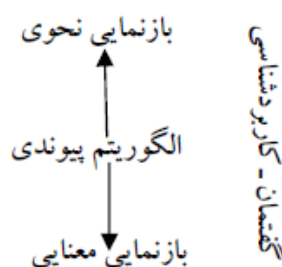 بازنمایی نحوی
الگوریتم پیوندی
بازنمایی معنایی
گفتمان - کاربردشناسی